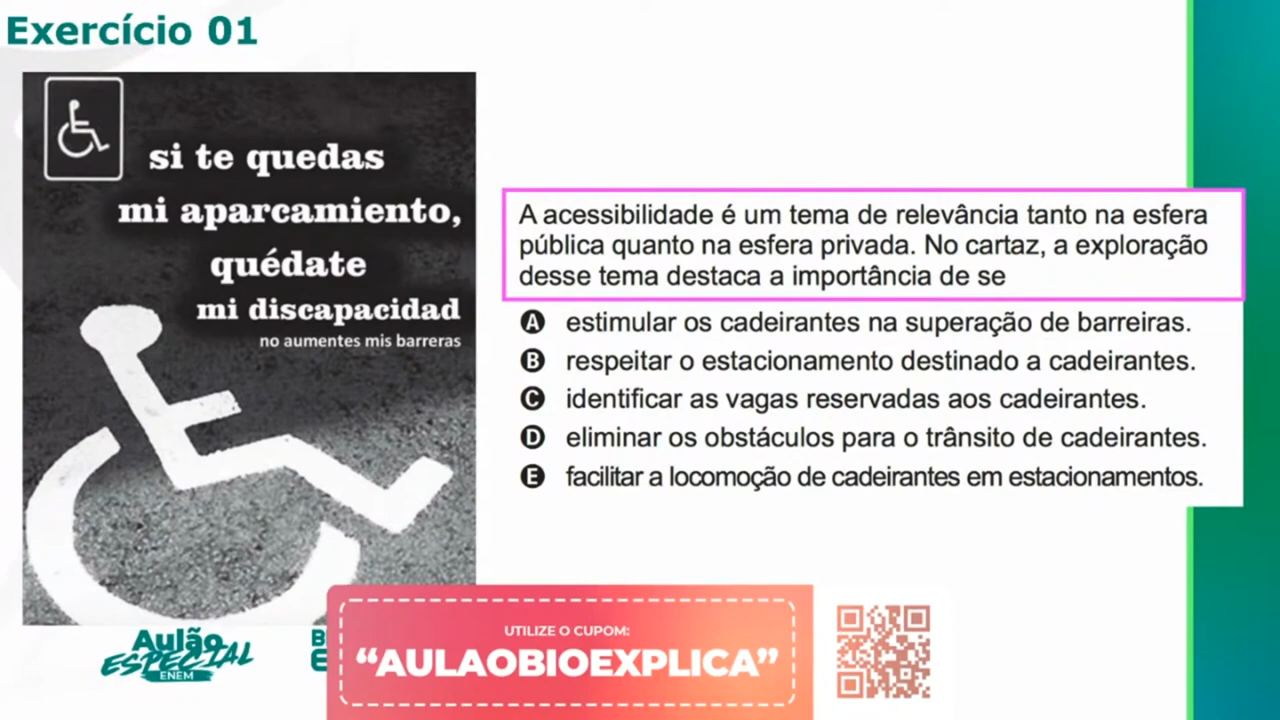 Exercício 01
si te quedas
mi aparcamiento,
quédate
mi discapacidad
no aumentes mis barreras
A acessibilidade é um tema de relevância tanto na esfera
pública quanto na esfera privada. No cartaz, a exploração
desse tema destaca a importância de se
A estimular os cadeirantes na superação de barreiras.
B respeitar o estacionamento destinado a cadeirantes.
C identificar as vagas reservadas aos cadeirantes.
D eliminar os obstáculos para o trânsito de cadeirantes.
E facilitar a locomoção de cadeirantes em estacionamentos.
Aulão
ESPECIAL
ENEM
UTILIZE O CUPOM:
“AULAOBIOEXPLICA”